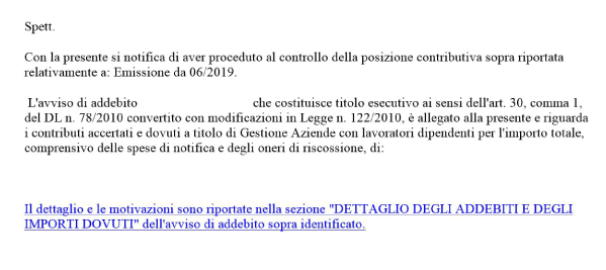 Spett.
Con la presente si notifica di aver proceduto al controllo della posizione contributiva sopra riportata
relativamente a: Emissione da 06/2019.
L'avviso di addebito che costituisce titolo esecutivo ai sensi dell'art. 30, comma 1,
del DL n. 78/2010 convertito con modificazioni in Legge n. 122/2010, è allegato alla presente e riguarda
i contributi accertati e dovuti a titolo di Gestione Aziende con lavoratori dipendenti per l'importo totale,
comprensivo delle spese di notifica e degli oneri di riscossione, di:
Il dettaglio e le motivazioni sono riportate nella sezione "DETTAGLIO DEGLI ADDEBITI E DEGLI
IMPORTI DOVUTI" dell'avviso di addebito sopra identificato.